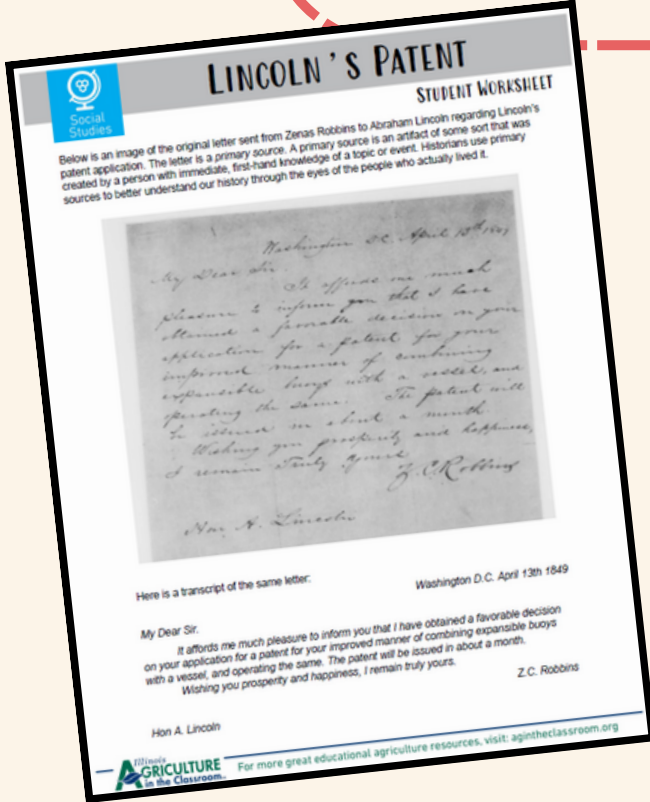 LINCOLN'S PATENT
STUDENT WORKSHEET
Social
Studies
Below is an image of the original letter sent from Zenas Robbins to Abraham Lincoln regarding Lincoln's
patent application. The letter is a primary source. A primary source is an artifact of some sort that was
created by a person with immediate, first-hand knowledge of a topic or event. Historians use primary
sources to better understand our history through the eyes of the people who actually lived it.
Washington DC April 13th 1849
My Dear Sir.
It affords me much
pleasure to inform you that I have
obtained a favorable decision on your
application for a patent for your
improved manner of combining
expansible buoys with a vessel, and
operating the same. The patent will
be issued in about a month.
Wishing you prosperity and happiness,
I remain Truly yours
Z. C. Robbins
Hon A. Lincoln
Here is a transcript of the same letter:
Washington D.C. April 13th 1849
My Dear Sir.
It affords me much pleasure to inform you that I have obtained a favorable decision
on your application for a patent for your improved manner of combining expansible buoys
with a vessel, and operating the same. The patent will be issued in about a month.
Wishing you prosperity and happiness, I remain truly yours.
Z.C. Robbins
Hon A. Lincoln
Illinois
AGRICULTURE
in the Classroom
For more great educational agriculture resources, visit: agintheclassroom.org